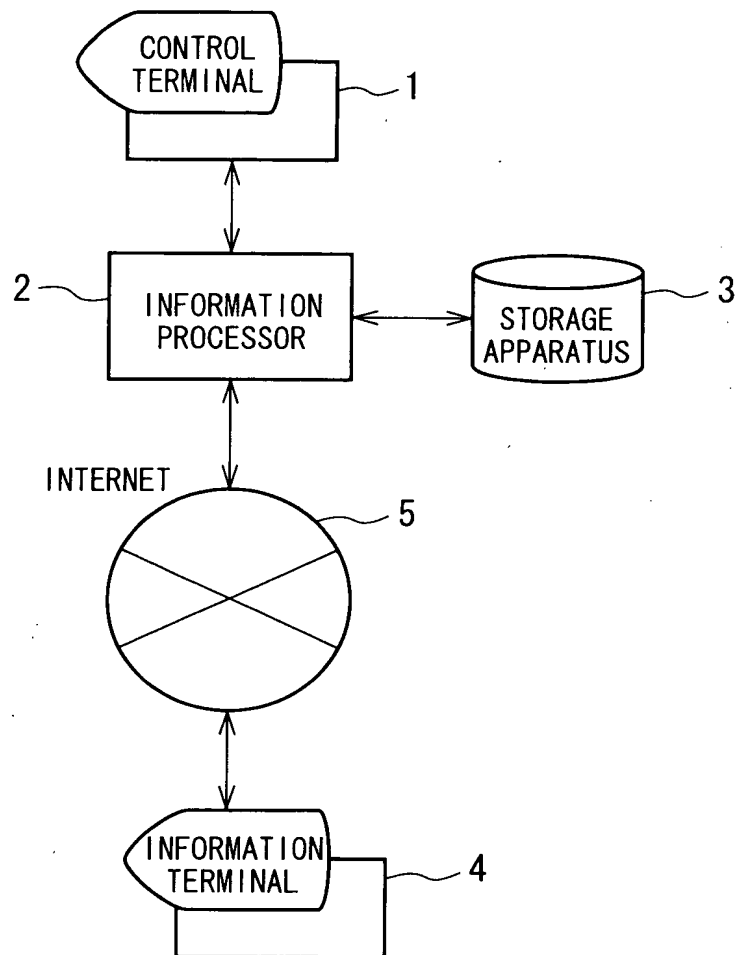 CONTROL
TERMINAL
1
2
INFORMATION
PROCESSOR
STORAGE
APPARATUS
3
INTERNET
5
INFORMATION
TERMINAL
4